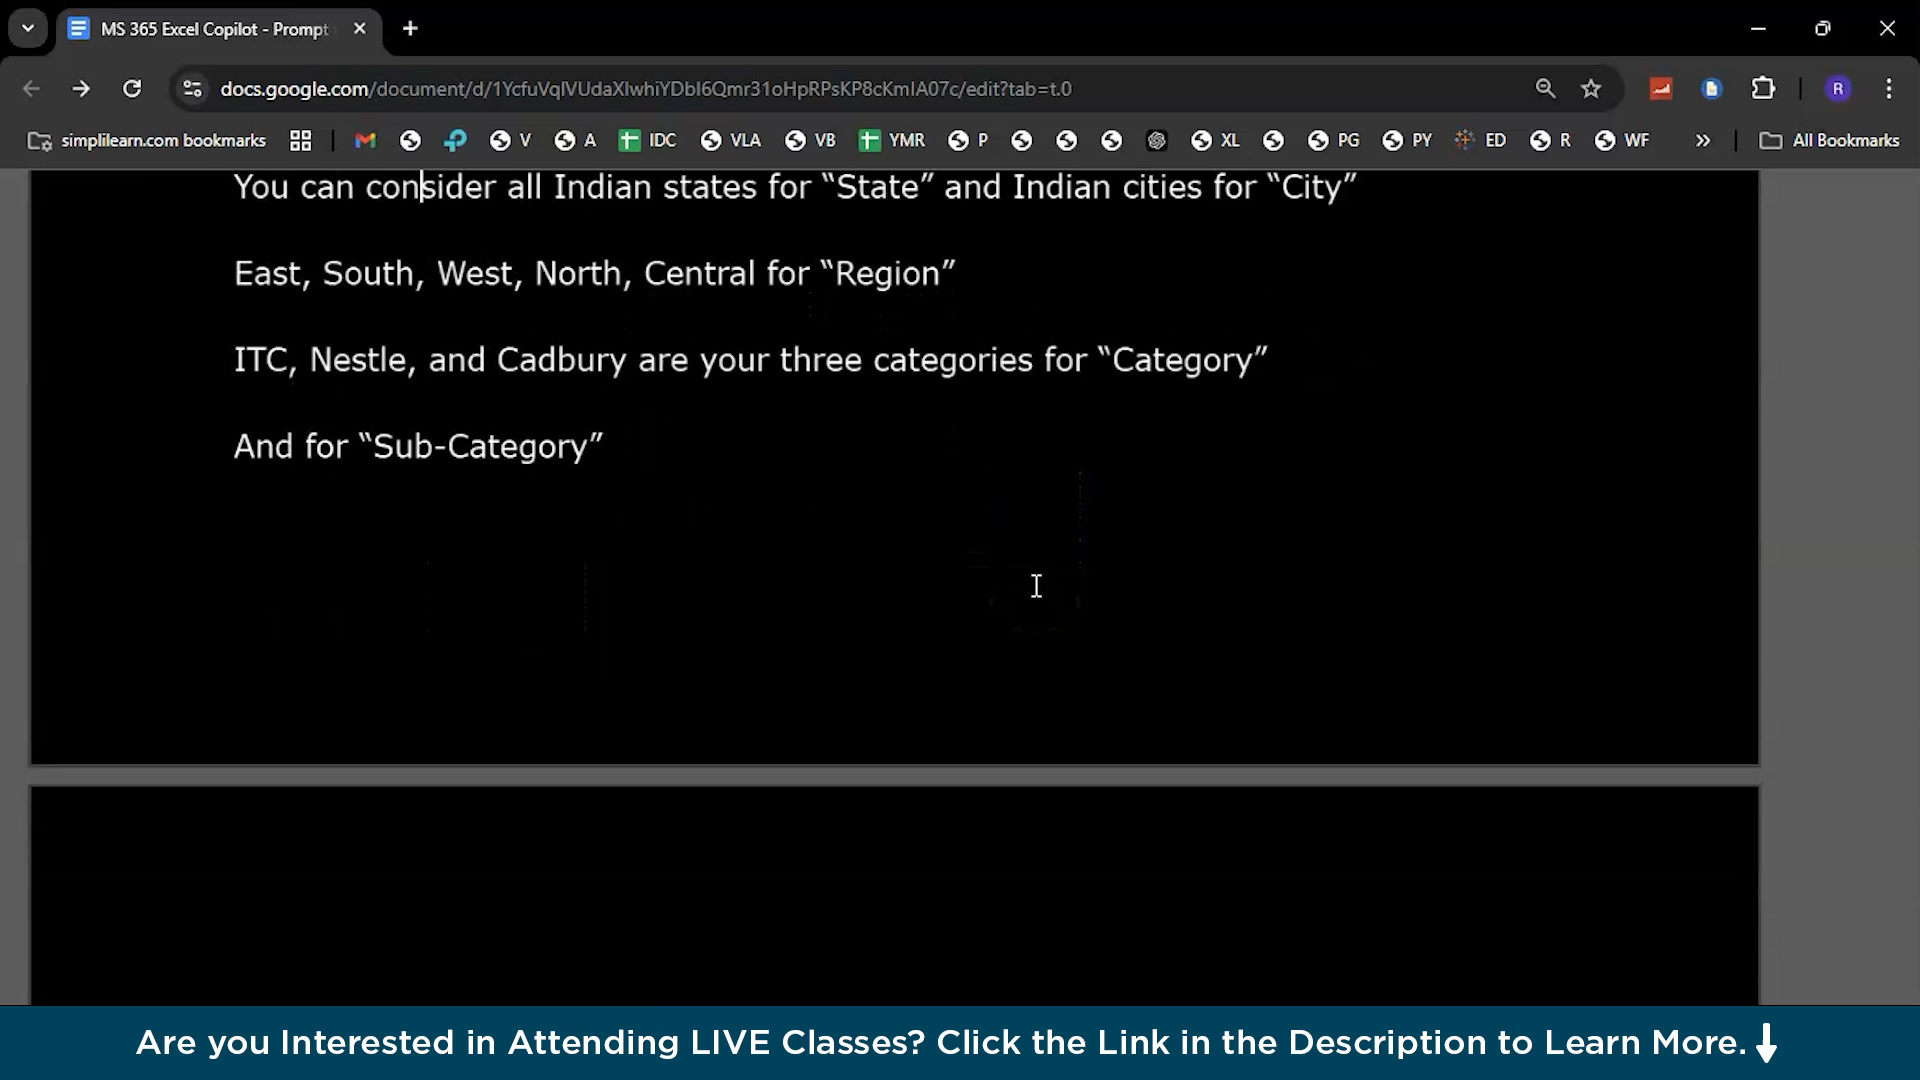 MS 365 Excel Copilot - Prompt
docs.google.com/document/d/1YcfuVqlVUdaXlwhiYDbI6Qmr31oHpRPsKP8cKmIA07c/edit?tab=t.0
R
simplilearn.com bookmarks
V
A
IDC
VLA
VB
YMR
P
XL
PG
PY
ED
R
WF
»
All Bookmarks
You can consider all Indian states for “State” and Indian cities for “City”
East, South, West, North, Central for “Region”
ITC, Nestle, and Cadbury are your three categories for “Category”
And for “Sub-Category”
Are you Interested in Attending LIVE Classes? Click the Link in the Description to Learn More.